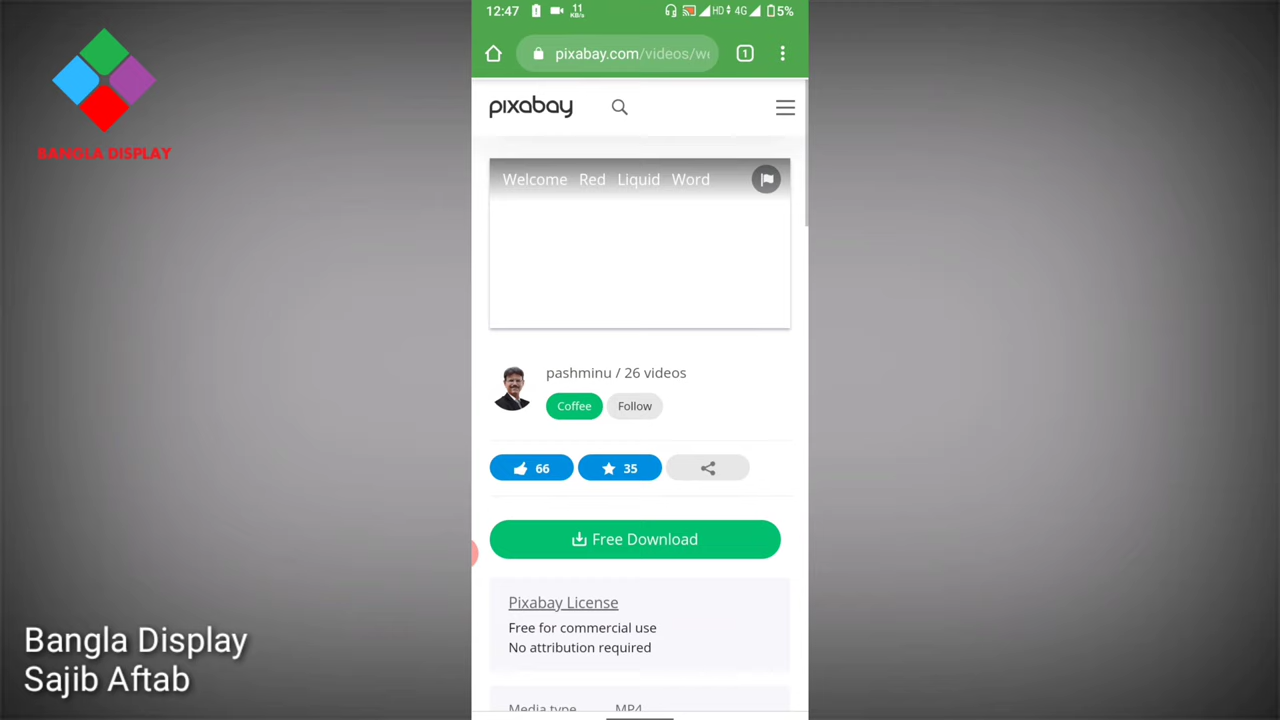 12:47
11
KB/s
HD
4G
5%
pixabay.com/videos/we
1
BANGLA DISPLAY
pixabay
Welcome Red Liquid Word
pashminu / 26 videos
Coffee
Follow
66
35
Free Download
Pixabay License
Free for commercial use
No attribution required
Media type MP4
Bangla Display
Sajib Aftab